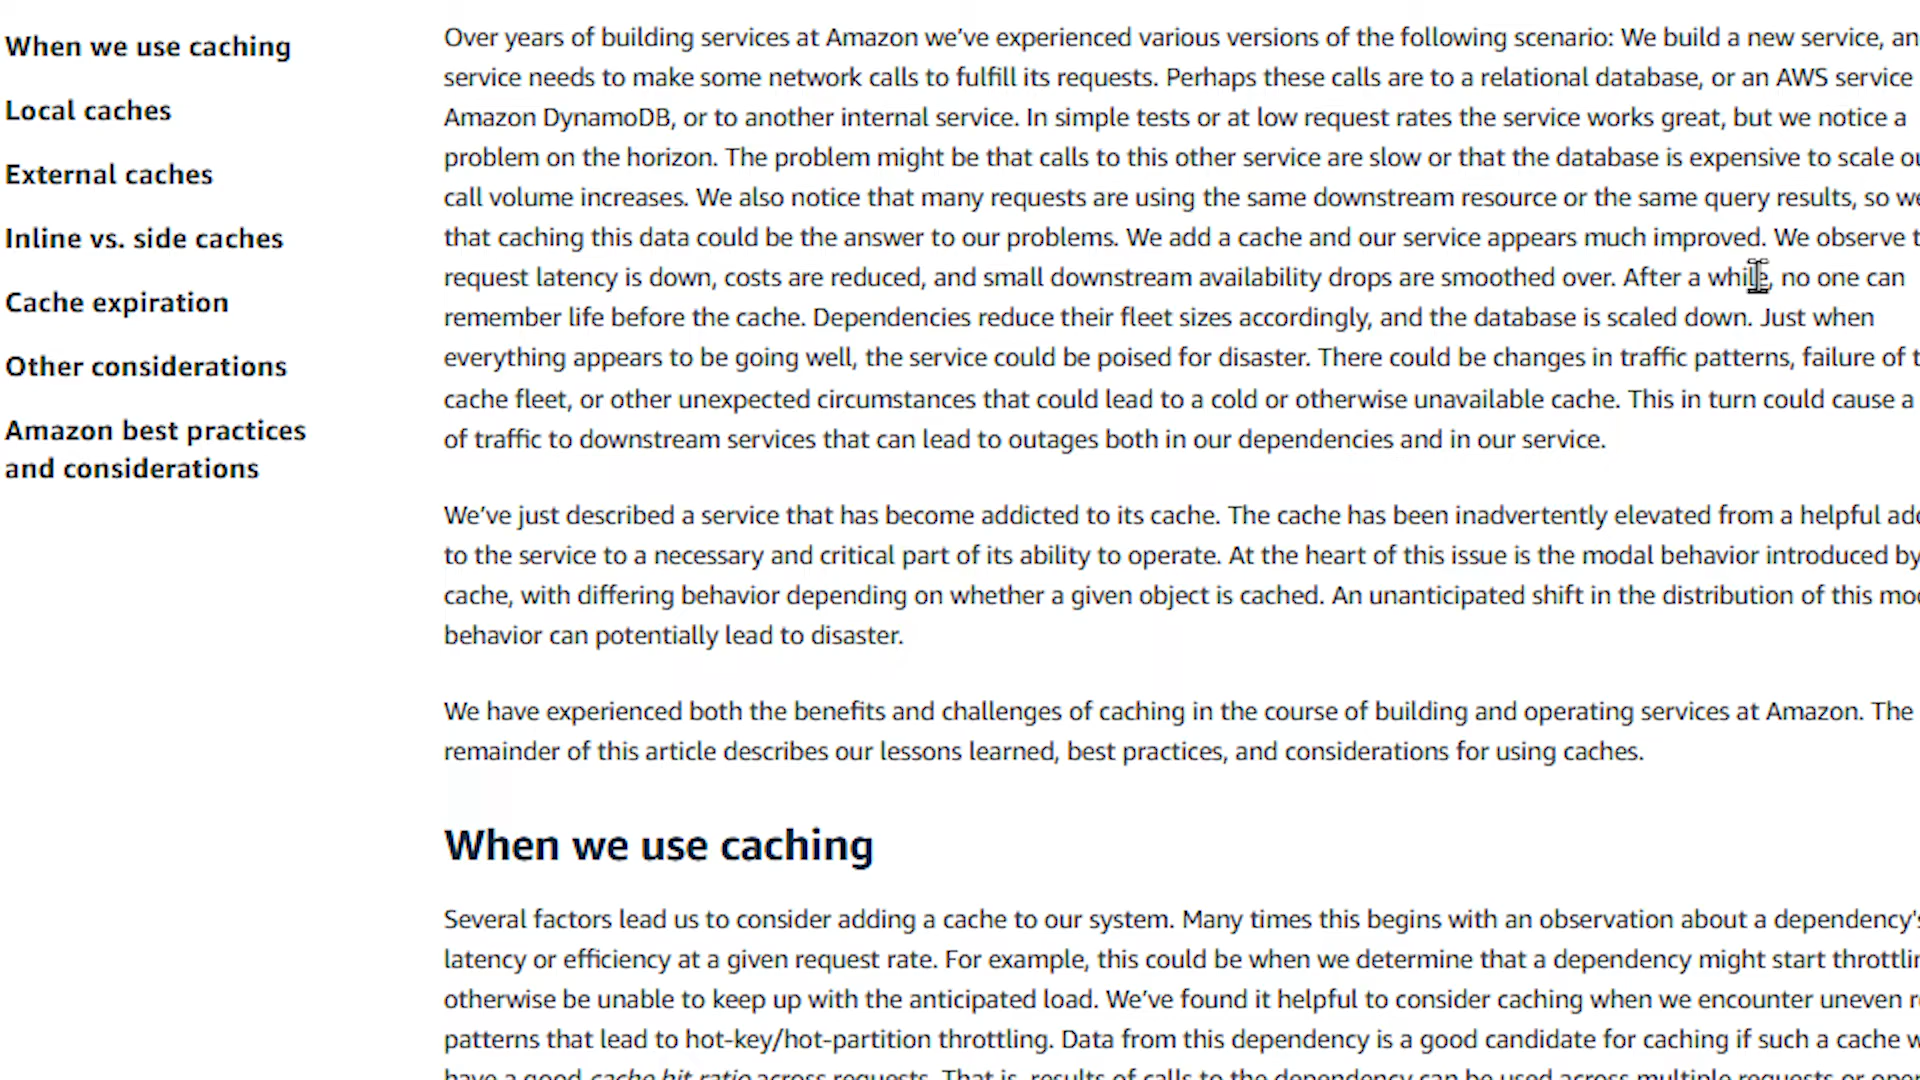 When we use caching
Local caches
External caches
Inline vs. side caches
Cache expiration
Other considerations
Amazon best practices
and considerations
Over years of building services at Amazon we've experienced various versions of the following scenario: We build a new service, an
service needs to make some network calls to fulfill its requests. Perhaps these calls are to a relational database, or an AWS service
Amazon DynamoDB, or to another internal service. In simple tests or at low request rates the service works great, but we notice a
problem on the horizon. The problem might be that calls to this other service are slow or that the database is expensive to scale
call volume increases. We also notice that many requests are using the same downstream resource or the same query results, so
that caching this data could be the answer to our problems. We add a cache and our service appears much improved. We observe
request latency is down, costs are reduced, and small downstream availability drops are smoothed over. After a while, no one can
remember life before the cache. Dependencies reduce their fleet sizes accordingly, and the database is scaled down. Just when
everything appears to be going well, the service could be poised for disaster. There could be changes in traffic patterns, failure of
cache fleet, or other unexpected circumstances that could lead to a cold or otherwise unavailable cache. This in turn could cause a
of traffic to downstream services that can lead to outages both in our dependencies and in our service.
We've just described a service that has become addicted to its cache. The cache has been inadvertently elevated from a helpful
to the service to a necessary and critical part of its ability to operate. At the heart of this issue is the modal behavior introduced by
cache, with differing behavior depending on whether a given object is cached. An unanticipated shift in the distribution of this
behavior can potentially lead to disaster.
We have experienced both the benefits and challenges of caching in the course of building and operating services at Amazon. The
remainder of this article describes our lessons learned, best practices, and considerations for using caches.
When we use caching
Several factors lead us to consider adding a cache to our system. Many times this begins with an observation about a dependency's
latency or efficiency at a given request rate. For example, this could be when we determine that a dependency might start
otherwise be unable to keep up with the anticipated load. We've found it helpful to consider caching when we encounter uneven
patterns that lead to hot-key/hot-partition throttling. Data from this dependency is a good candidate for caching if such a cache
have a good cache hit ratio across requests. That is, results of calls to the dependency can be used across multiple requests or